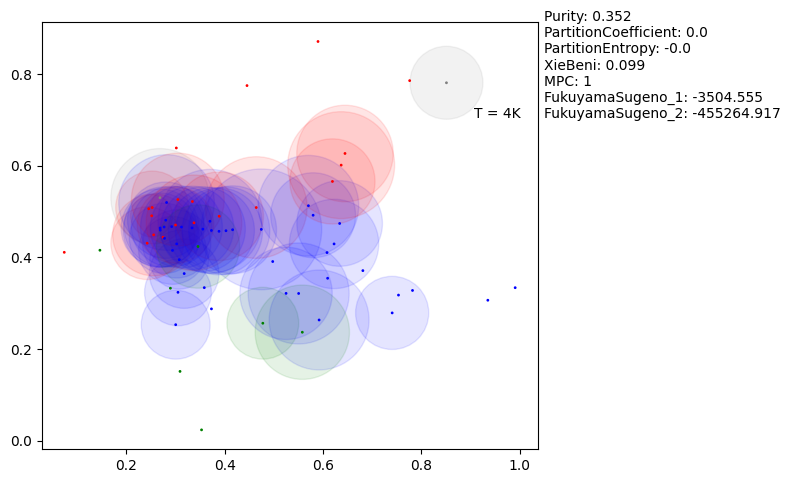 Purity: 0.352
PartitionCoefficient: 0.0
PartitionEntropy: -0.0
XieBeni: 0.099
MPC: 1
FukuyamaSugeno_1: -3504.555
FukuyamaSugeno_2: -455264.917
T = 4K
0.8
0.6
0.4
0.2
0.0
0.2 0.4 0.6 0.8 1.0